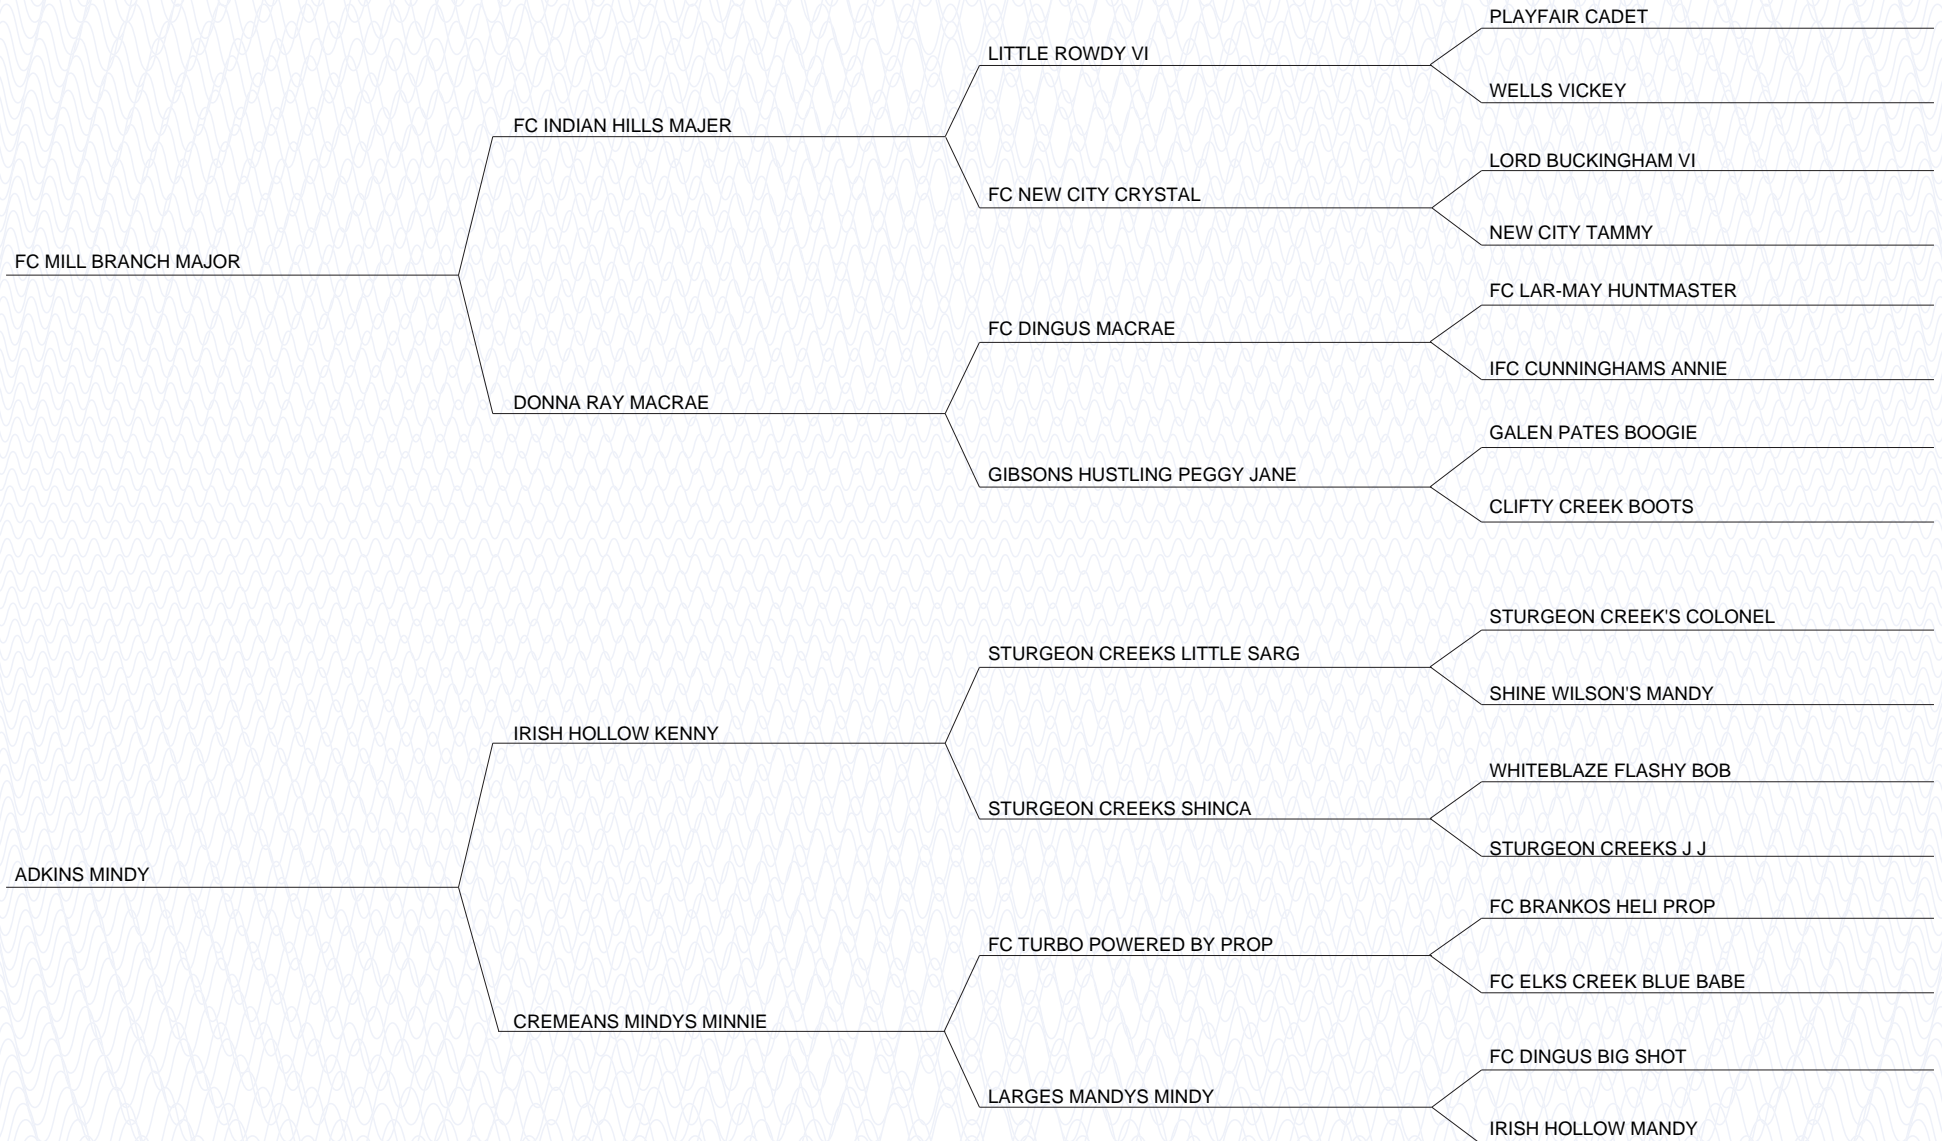 PLAYFAIR CADET
LITTLE ROWDY VI
WELLS VICKEY
FC INDIAN HILLS MAJER
LORD BUCKINGHAM VI
FC NEW CITY CRYSTAL
NEW CITY TAMMY
FC MILL BRANCH MAJOR
FC LAR-MAY HUNTMASTER
FC DINGUS MACRAE
IFC CUNNINGHAMS ANNIE
DONNA RAY MACRAE
GALEN PATES BOOGIE
GIBSONS HUSTLING PEGGY JANE
CLIFTY CREEK BOOTS
STURGEON CREEK'S COLONEL
STURGEON CREEKS LITTLE SARG
SHINE WILSON'S MANDY
IRISH HOLLOW KENNY
WHITEBLAZE FLASHY BOB
STURGEON CREEKS SHINCA
STURGEON CREEKS J J
ADKINS MINDY
FC BRANKOS HELI PROP
FC TURBO POWERED BY PROP
FC ELKS CREEK BLUE BABE
CREMEANS MINDYS MINNIE
FC DINGUS BIG SHOT
LARGES MANDYS MINDY
IRISH HOLLOW MANDY